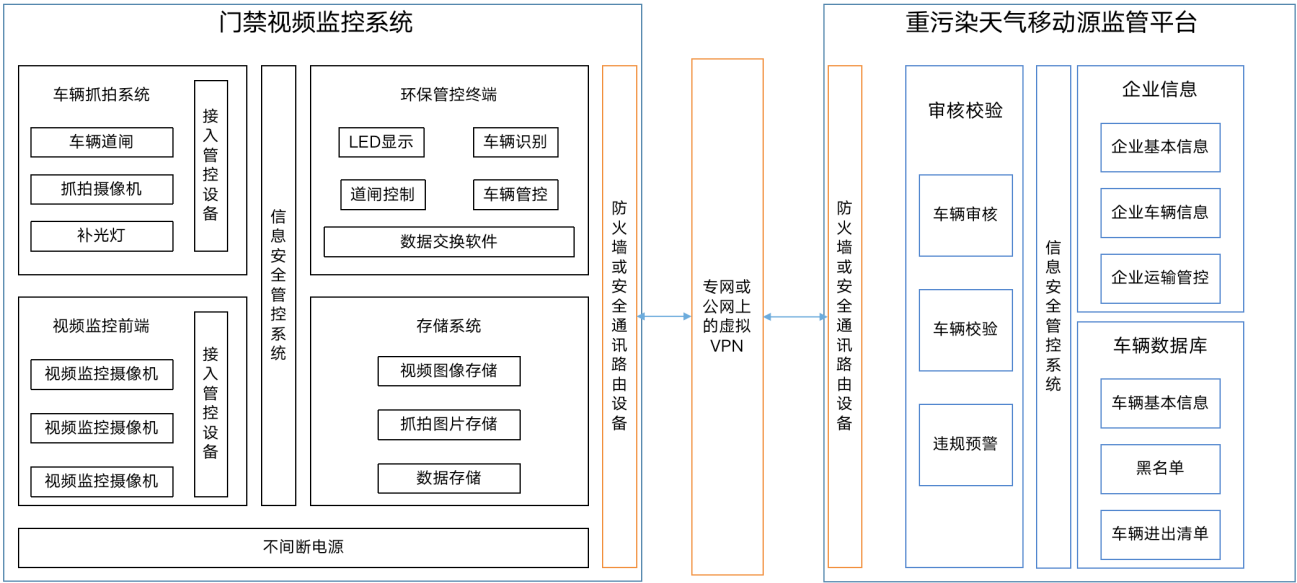 门禁视频监控系统
车辆抓拍系统
车辆道闸
抓拍摄像机
补光灯
接入管控设备
视频监控前端
视频监控摄像机
视频监控摄像机
视频监控摄像机
接入管控设备
信息安全管控系统
环保管控终端
LED显示
车辆识别
道闸控制
车辆管控
数据交换软件
存储系统
视频图像存储
抓拍图片存储
数据存储
不间断电源
防火墙或安全通讯路由设备
专网或
公网上
的虚拟
VPN
重污染天气移动源监管平台
防火墙或安全通讯路由设备
审核校验
车辆审核
车辆校验
违规预警
信息安全管控系统
企业信息
企业基本信息
企业车辆信息
企业运输管控
车辆数据库
车辆基本信息
黑名单
车辆进出清单